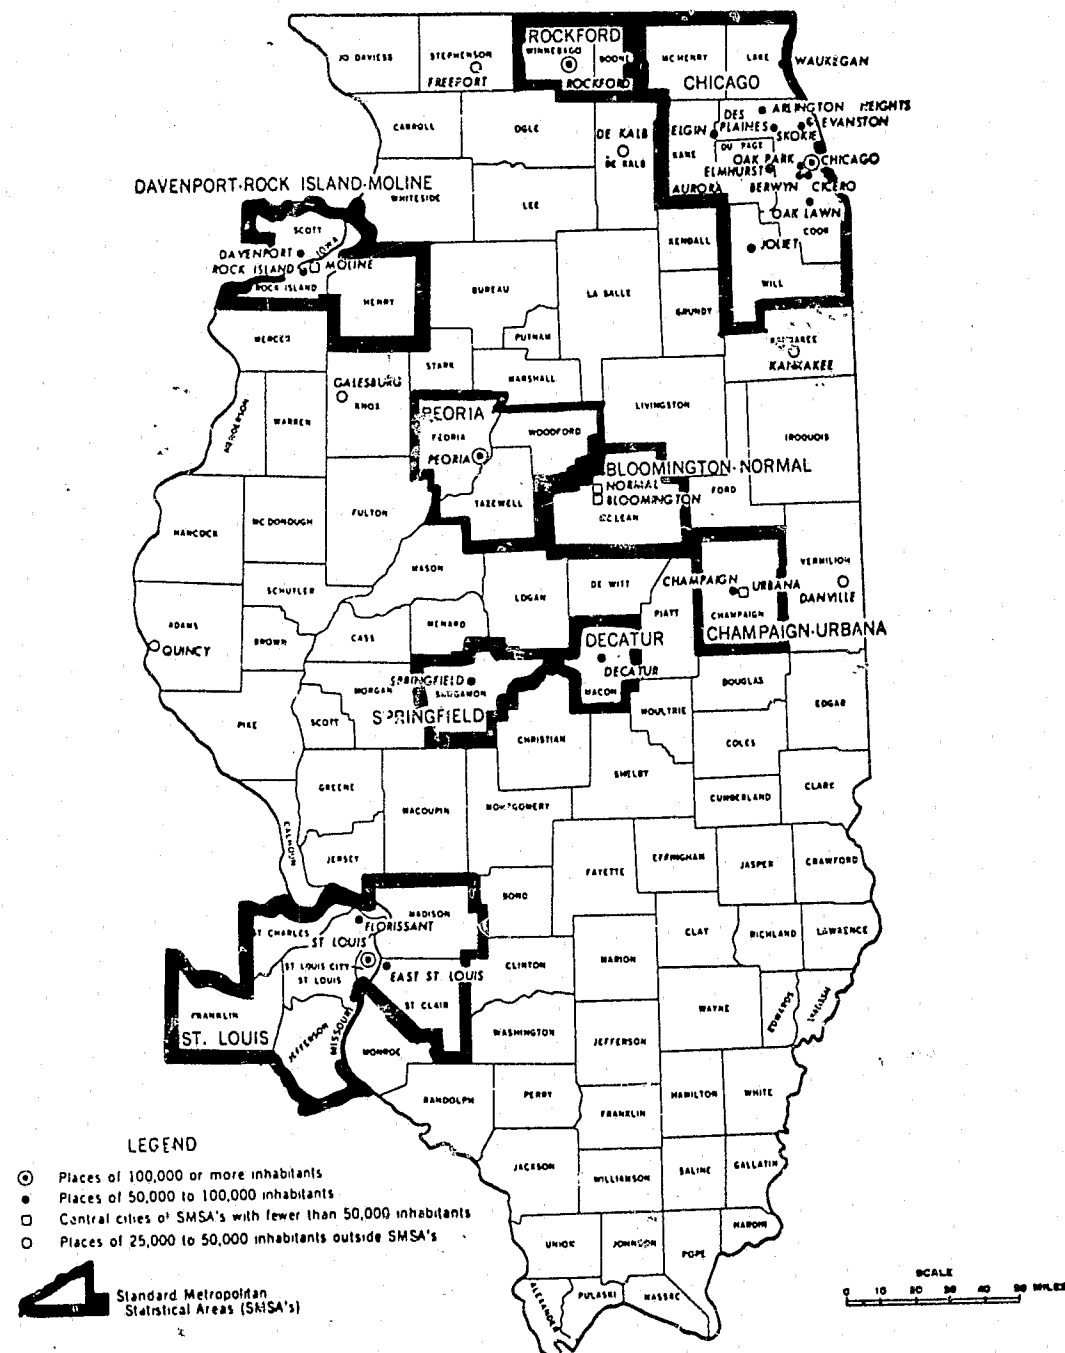 ROCKFORD
WINNEBAGO
BOONE
ROCKFORD
JO DAVIESS
STEPHENSON
FREEPORT
MCHENRY
LAKE
WAUKEGAN
CHICAGO
ARLINGTON HEIGHTS
DES
PLAINES
EVANSTON
SKOKIE
ELGIN
KANE
DU PAGE
OAK PARK
CHICAGO
ELMHURST
BERWYN
CICERO
AURORA
OAK LAWN
COOK
JOLIET
WILL
CARROLL
OGLE
DE KALB
DE KALB
DAVENPORT-ROCK ISLAND-MOLINE
WHITESIDE
LEE
SCOTT
IOWA
DAVENPORT
ROCK ISLAND
MOLINE
ROCK ISLAND
HENRY
BUREAU
LA SALLE
KENDALL
GRUNDY
PUTNAM
MERCER
STARK
MARSHALL
KANKAKEE
KANKAKEE
GALESBURG
KNOX
HENDERSON
WARREN
PEORIA
PEORIA
PEORIA
WOODFORD
LIVINGSTON
IROQUOIS
TAZEWELL
BLOOMINGTON-NORMAL
NORMAL
BLOOMINGTON
MCLEAN
FORD
HANCOCK
MCDONOUGH
FULTON
MASON
SCHUYLER
LOGAN
DE WITT
PIATT
CHAMPAIGN
URBANA
CHAMPAIGN
CHAMPAIGN-URBANA
VERMILION
DANVILLE
ADAMS
QUINCY
BROWN
CASS
MENARD
DECATUR
DECATUR
MACON
SPRINGFIELD
SANGAMON
SPRINGFIELD
MORGAN
SCOTT
PIKE
CHRISTIAN
MOULTRIE
DOUGLAS
EDGAR
COLES
SHELBY
GREENE
MACOUPIN
MONTGOMERY
CUMBERLAND
CLARK
CALHOUN
JERSEY
FAYETTE
EFFINGHAM
JASPER
CRAWFORD
BOND
MADISON
ST CHARLES
FLORISSANT
ST LOUIS
ST LOUIS CITY
ST LOUIS
EAST ST. LOUIS
ST CLAIR
FRANKLIN
ST. LOUIS
JEFFERSON
MISSOURI
MONROE
CLINTON
MARION
CLAY
RICHLAND
LAWRENCE
WAYNE
EDWARDS
WABASH
WASHINGTON
JEFFERSON
RANDOLPH
PERRY
FRANKLIN
HAMILTON
WHITE
JACKSON
WILLIAMSON
SALINE
GALLATIN
UNION
JOHNSON
POPE
HARDIN
ALEXANDER
PULASKI
MASSAC
LEGEND
Places of 100,000 or more inhabitants
Places of 50,000 to 100,000 inhabitants
Central cities of SMSA's with fewer than 50,000 inhabitants
Places of 25,000 to 50,000 inhabitants outside SMSA's
Standard Metropolitan
Statistical Areas (SMSA's)
SCALE
0 10 20 30 40 50 MILES